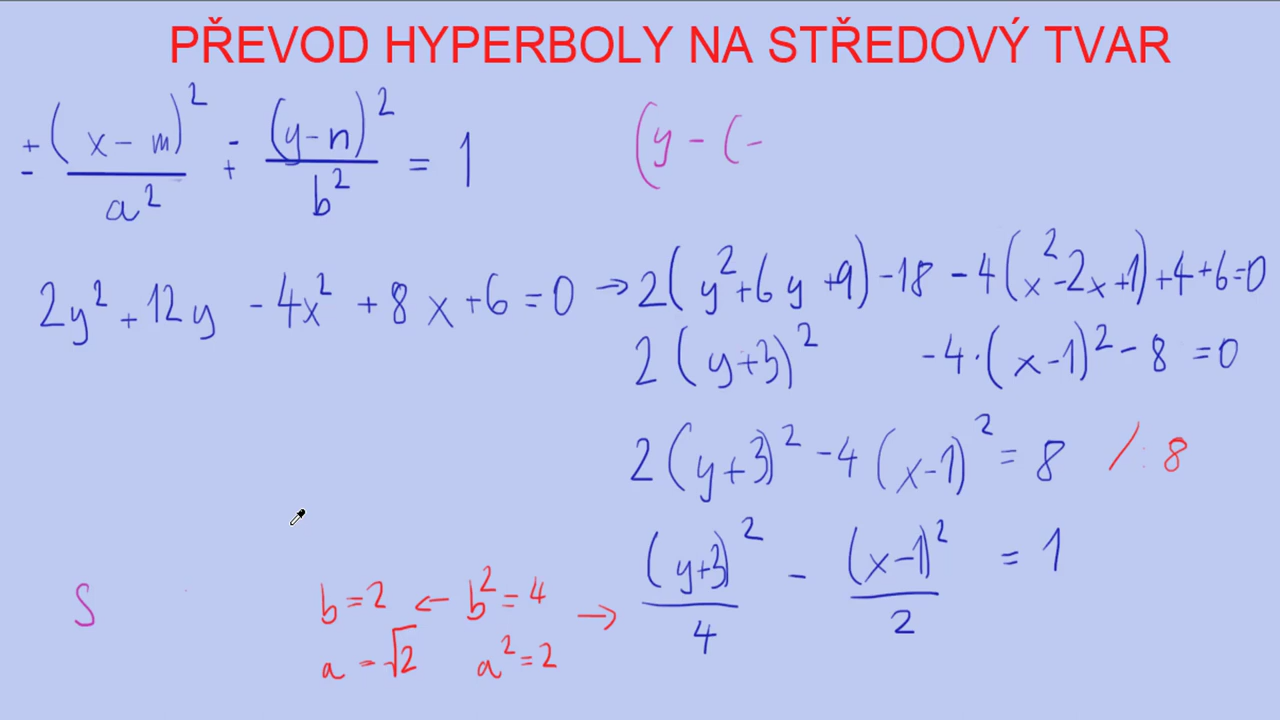 PŘEVOD HYPERBOLY NA STŘEDOVÝ TVAR
± (x - m)² / a² ∓ (y - n)² / b² = 1
(y - (-
2y² + 12y - 4x² + 8x + 6 = 0 → 2(y² + 6y + 9) - 18 - 4(x² - 2x + 1) + 4 + 6 = 0
2(y+3)² - 4·(x-1)² - 8 = 0
2(y+3)² - 4(x-1)² = 8 /: 8
(y+3)² / 4 - (x-1)² / 2 = 1
S b = 2 ← b² = 4 →
a = √2 a² = 2